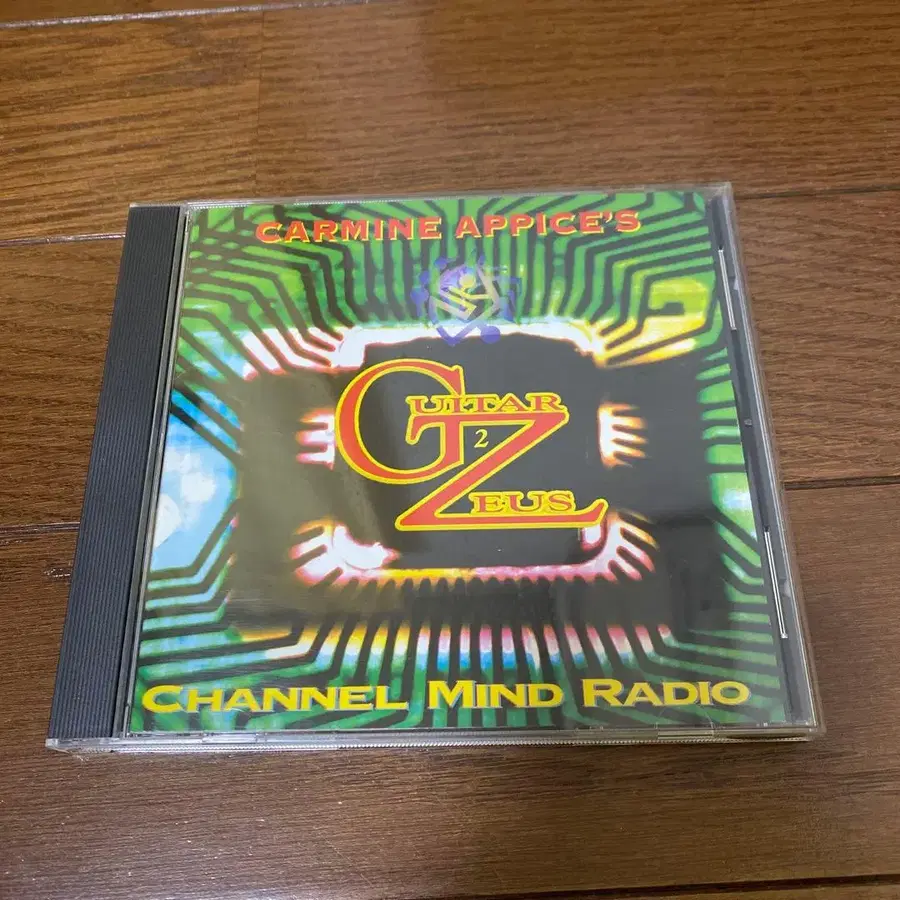 CARMINE APPICE'S
GUITAR
2
ZEUS
CHANNEL MIND RADIO